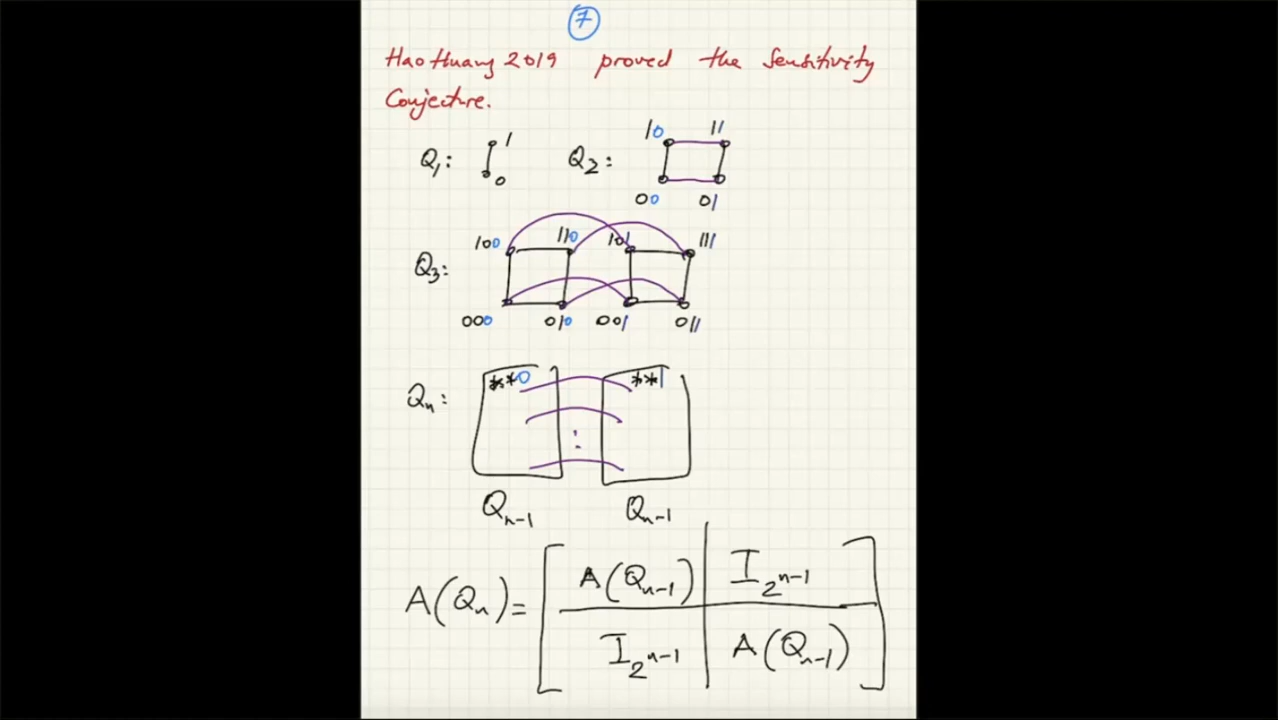 7
Hao Huang 2019 proved the Sensitivity
Conjecture.
Q₁: 1 0
Q₂: 10 11
00 01
100 110 101 111
Q₃:
000 010 001 011
Qₙ: **0 **1
:
Qₙ₋₁ Qₙ₋₁
A(Qₙ) = [ A(Qₙ₋₁) | I₂ⁿ⁻¹ ]
I₂ⁿ⁻¹ | A(Qₙ₋₁)